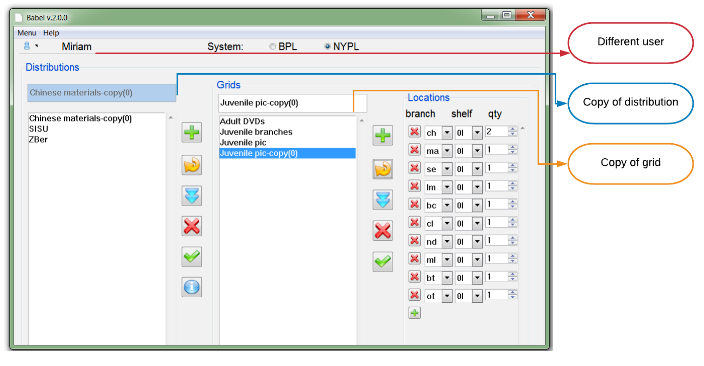 Babel v.2.0.0
Menu Help
Miriam System: BPL NYPL
Different user
Distributions
Chinese materials-copy(0)
Chinese materials-copy(0)
SISU
ZBer
Grids
Juvenile pic-copy(0)
Adult DVDs
Juvenile branches
Juvenile pic
Juvenile pic-copy(0)
Locations
branch shelf qty
ch 0l 2
ma 0l 1
se 0l 1
lm 0l 1
bc 0l 1
cl 0l 1
nd 0l 1
ml 0l 1
bt 0l 1
ot 0l 1
Copy of distribution
Copy of grid